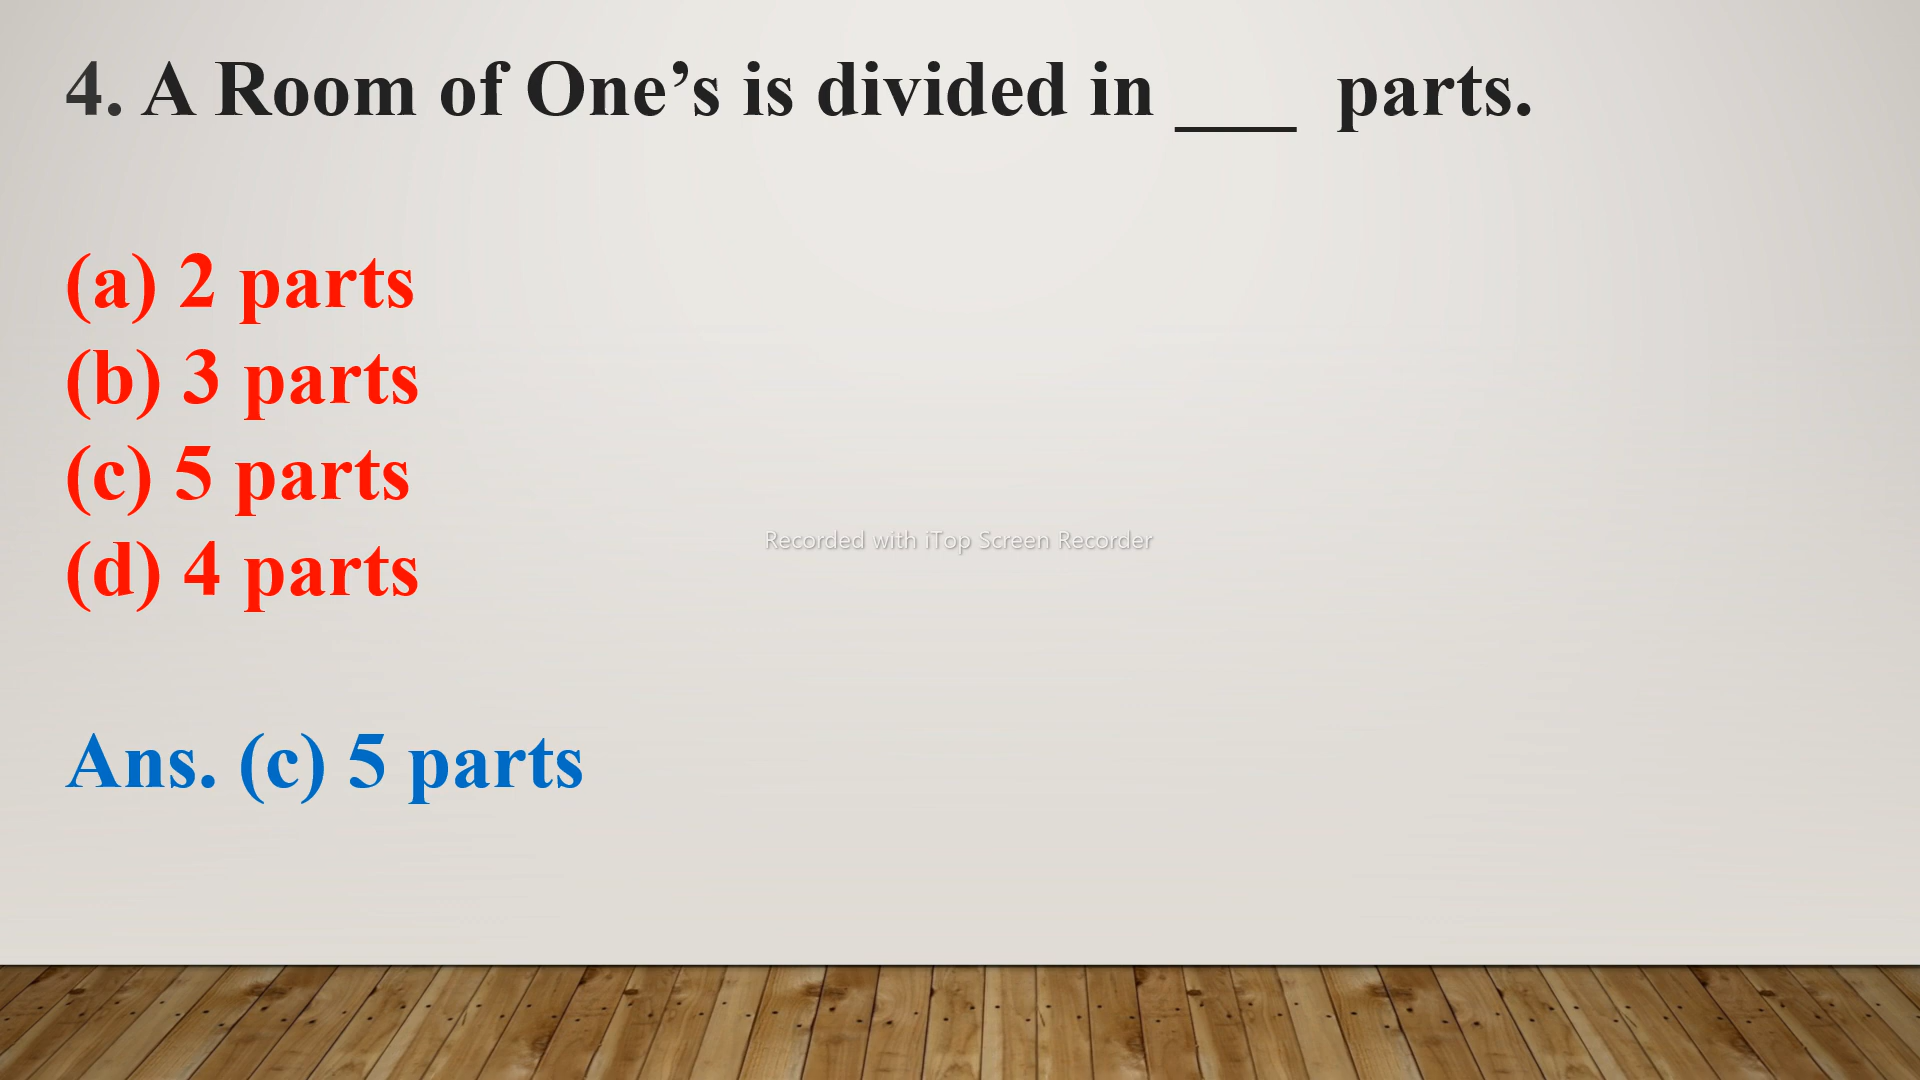 4. A Room of One’s is divided in ___ parts.
(a) 2 parts
(b) 3 parts
(c) 5 parts
(d) 4 parts
Recorded with iTop Screen Recorder
Ans. (c) 5 parts